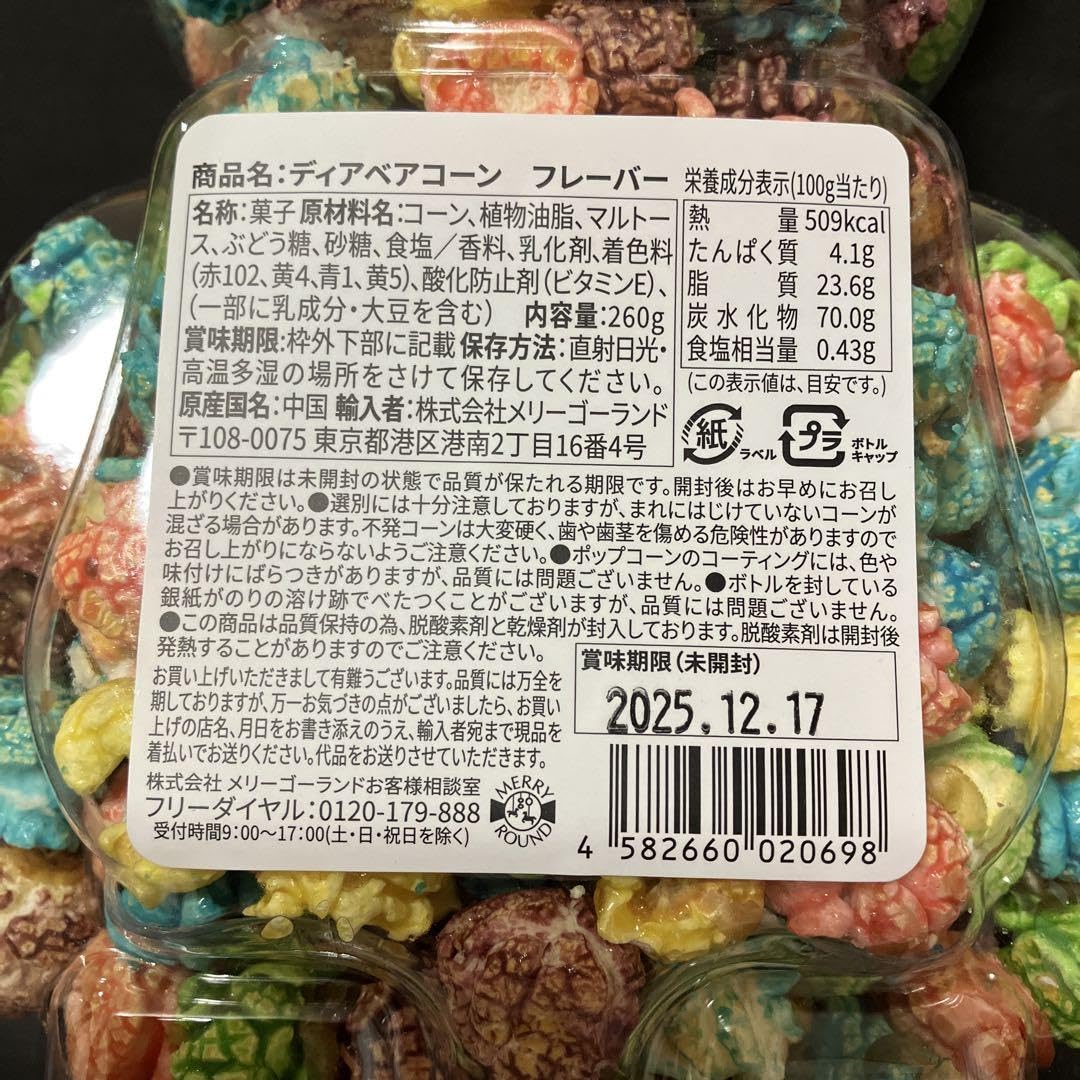 商品名：ディアベアコーン　フレーバー
名称：菓子 原材料名：コーン、植物油脂、マルトー
ス、ぶどう糖、砂糖、食塩／香料、乳化剤、着色料
(赤102、黄4、青1、黄5)、酸化防止剤(ビタミンE)、
(一部に乳成分・大豆を含む)　内容量：260g
賞味期限：枠外下部に記載 保存方法：直射日光・
高温多湿の場所をさけて保存してください。
原産国名：中国 輸入者：株式会社メリーゴーランド
〒108-0075 東京都港区港南2丁目16番4号
栄養成分表示(100g当たり)
熱量 509kcal
たんぱく質 4.1g
脂質 23.6g
炭水化物 70.0g
食塩相当量 0.43g
(この表示値は、目安です。)
紙 ラベル
プラ ボトル
キャップ
●賞味期限は未開封の状態で品質が保たれる期限です。開封後はお早めにお召し
上がりください。●選別には十分注意しておりますが、まれにはじけていないコーンが
混ざる場合があります。不発コーンは大変硬く、歯や歯茎を傷める危険性がありますので
お召し上がりにならないようご注意ください。●ポップコーンのコーティングには、色や
味付けにばらつきがありますが、品質には問題ございません。●ボトルを封している
銀紙がのりの溶け跡でべたつくことがございますが、品質には問題ございません。
●この商品は品質保持の為、脱酸素剤と乾燥剤が封入しております。脱酸素剤は開封後
発熱することがありますのでご注意ください。
賞味期限(未開封)
2025.12.17
お買い上げいただきまして有難うございます。品質には万全を
期しておりますが、万一お気づきの点がございましたら、お買い
上げの店名、月日をお書き添えのうえ、輸入者宛まで現品を
着払いでお送りください。代品をお送りさせていただきます。
株式会社 メリーゴーランドお客様相談室
フリーダイヤル：0120-179-888
受付時間9:00～17:00(土・日・祝日を除く)
MERRY
GO
ROUND
4 582660 020698